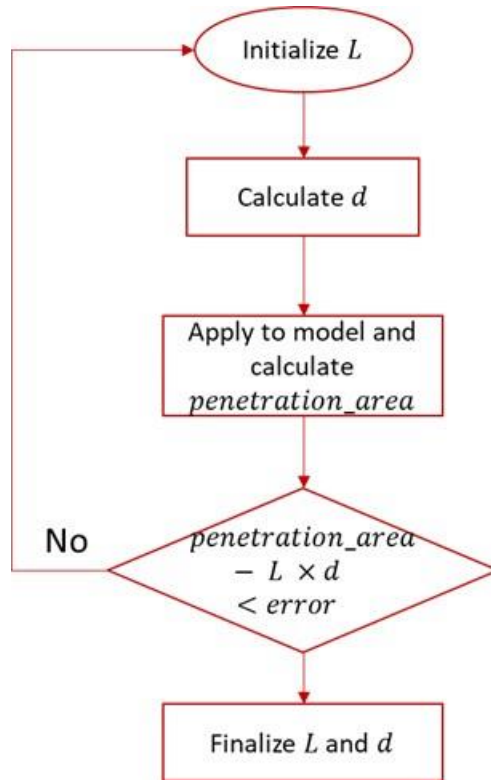 Initialize L
Calculate d
Apply to model and
calculate
penetration_area
No
penetration_area
− L × d
< error
Finalize L and d